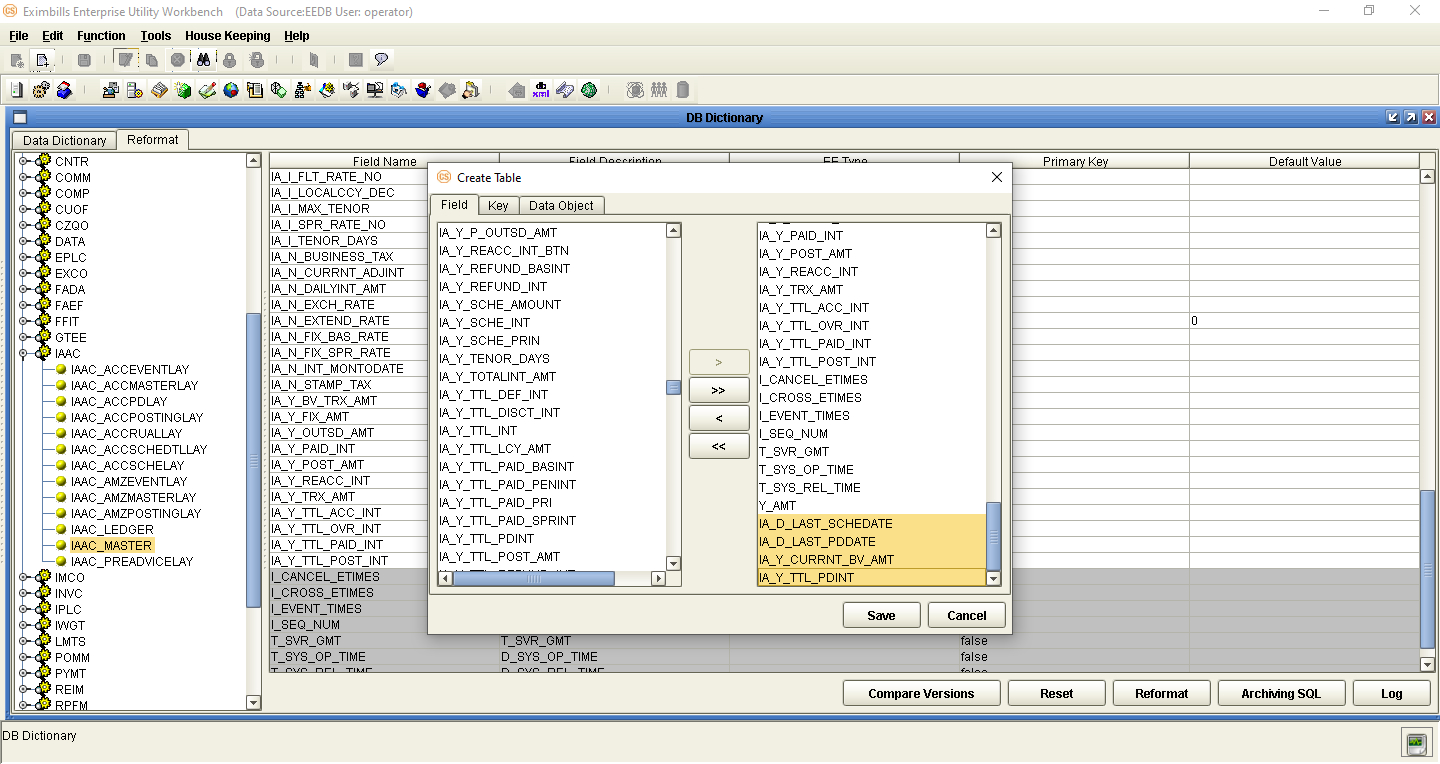 Eximbills Enterprise Utility Workbench (Data Source:EEDB User: operator)
File Edit Function Tools House Keeping Help
DB Dictionary
Data Dictionary Reformat
CNTR
COMM
COMP
CUOF
CZQO
DATA
EPLC
EXCO
FADA
FAEF
FFIT
GTEE
IAAC
IAAC_ACCEVENTLAY
IAAC_ACCMASTERLAY
IAAC_ACCPDLAY
IAAC_ACCPOSTINGLAY
IAAC_ACCRUALLAY
IAAC_ACCSCHEDTLLAY
IAAC_ACCSCHELAY
IAAC_AMZEVENTLAY
IAAC_AMZMASTERLAY
IAAC_AMZPOSTINGLAY
IAAC_LEDGER
IAAC_MASTER
IAAC_PREADVICELAY
IMCO
INVC
IPLC
IWGT
LMTS
POMM
PYMT
REIM
RPFM
Field Name Field Description EE Type Primary Key Default Value
IA_I_FLT_RATE_NO
IA_I_LOCALCCY_DEC
IA_I_MAX_TENOR
IA_I_SPR_RATE_NO
IA_I_TENOR_DAYS
IA_N_BUSINESS_TAX
IA_N_CURRNT_ADJINT
IA_N_DAILYINT_AMT
IA_N_EXCH_RATE
IA_N_EXTEND_RATE 0
IA_N_FIX_BAS_RATE
IA_N_FIX_SPR_RATE
IA_N_INT_MONTODATE
IA_N_STAMP_TAX
IA_Y_BV_TRX_AMT
IA_Y_FIX_AMT
IA_Y_OUTSD_AMT
IA_Y_PAID_INT
IA_Y_POST_AMT
IA_Y_REACC_INT
IA_Y_TRX_AMT
IA_Y_TTL_ACC_INT
IA_Y_TTL_OVR_INT
IA_Y_TTL_PAID_INT
IA_Y_TTL_POST_INT
I_CANCEL_ETIMES
I_CROSS_ETIMES
I_EVENT_TIMES
I_SEQ_NUM
T_SVR_GMT T_SVR_GMT false
T_SYS_OP_TIME D_SYS_OP_TIME false
T_SYS_REL_TIME D_SYS_REL_TIME false
Create Table
Field Key Data Object
IA_Y_P_OUTSD_AMT
IA_Y_REACC_INT_BTN
IA_Y_REFUND_BASINT
IA_Y_REFUND_INT
IA_Y_SCHE_AMOUNT
IA_Y_SCHE_INT
IA_Y_SCHE_PRIN
IA_Y_TENOR_DAYS
IA_Y_TOTALINT_AMT
IA_Y_TTL_DEF_INT
IA_Y_TTL_DISCT_INT
IA_Y_TTL_INT
IA_Y_TTL_LCY_AMT
IA_Y_TTL_PAID_BASINT
IA_Y_TTL_PAID_PENINT
IA_Y_TTL_PAID_PRI
IA_Y_TTL_PAID_SPRINT
IA_Y_TTL_PDINT
IA_Y_TTL_POST_AMT
>
>>
<
<<
IA_Y_PAID_INT
IA_Y_POST_AMT
IA_Y_REACC_INT
IA_Y_TRX_AMT
IA_Y_TTL_ACC_INT
IA_Y_TTL_OVR_INT
IA_Y_TTL_PAID_INT
IA_Y_TTL_POST_INT
I_CANCEL_ETIMES
I_CROSS_ETIMES
I_EVENT_TIMES
I_SEQ_NUM
T_SVR_GMT
T_SYS_OP_TIME
T_SYS_REL_TIME
Y_AMT
IA_D_LAST_SCHEDATE
IA_D_LAST_PDDATE
IA_Y_CURRNT_BV_AMT
IA_Y_TTL_PDINT
Save Cancel
Compare Versions Reset Reformat Archiving SQL Log
DB Dictionary